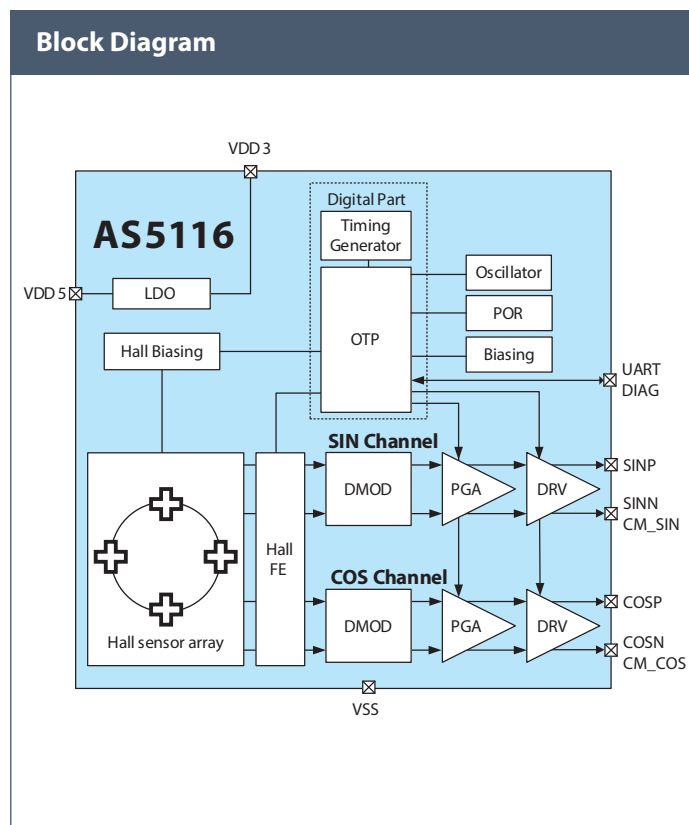 Block Diagram
VDD 3
Digital Part
AS5116
Timing
Generator
Oscillator
VDD 5
LDO
POR
OTP
Hall Biasing
Biasing
UART
DIAG
SIN Channel
DMOD
PGA
DRV
SINP
SINN
CM_SIN
Hall
FE
COS Channel
DMOD
PGA
DRV
COSP
COSN
CM_COS
Hall sensor array
VSS